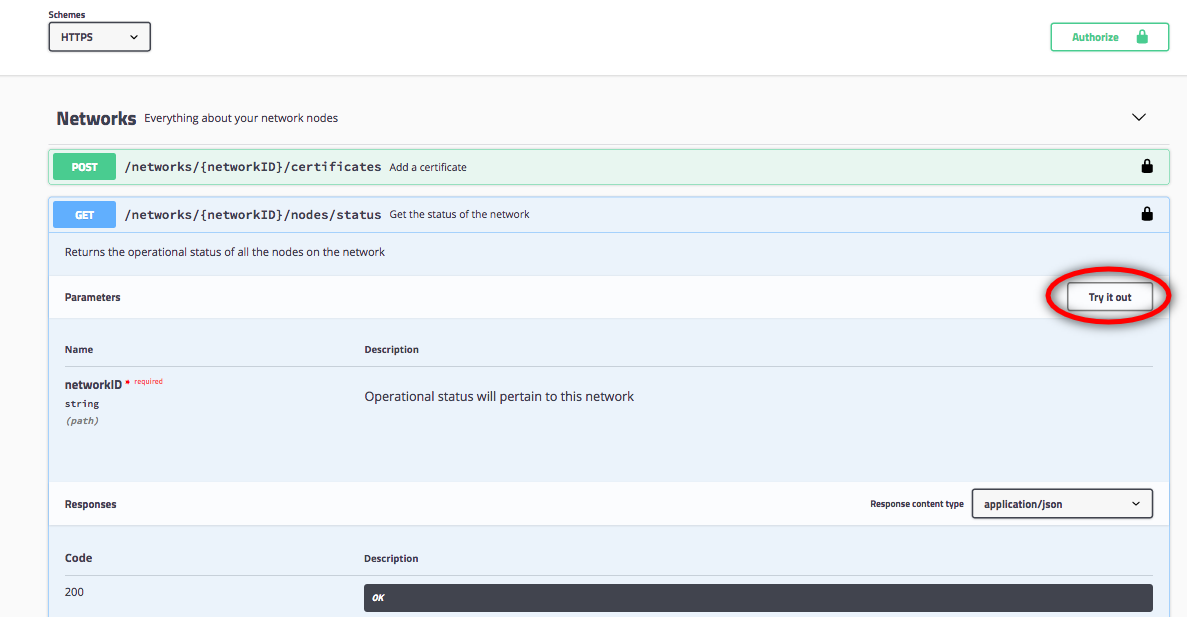 Schemes
HTTPS
Authorize
Networks Everything about your network nodes
POST /networks/{networkID}/certificates Add a certificate
GET /networks/{networkID}/nodes/status Get the status of the network
Returns the operational status of all the nodes on the network
Parameters Try it out
Name Description
networkID * required
string
(path)
Operational status will pertain to this network
Responses Response content type application/json
Code Description
200 OK